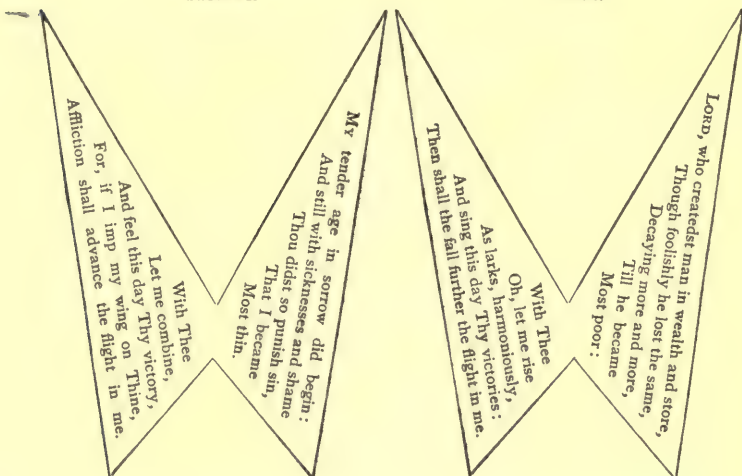 LORD, who createdst man in wealth and store,
Though foolishly he lost the same,
Decaying more and more,
Till he became
Most poor:
With Thee
Oh, let me rise
As larks, harmoniously,
And sing this day Thy victories:
Then shall the fall further the flight in me.
MY tender age in sorrow did begin:
And still with sicknesses and shame
Thou didst so punish sin,
That I became
Most thin.
With Thee
Let me combine,
And feel this day Thy victory,
For, if I imp my wing on Thine,
Affliction shall advance the flight in me.